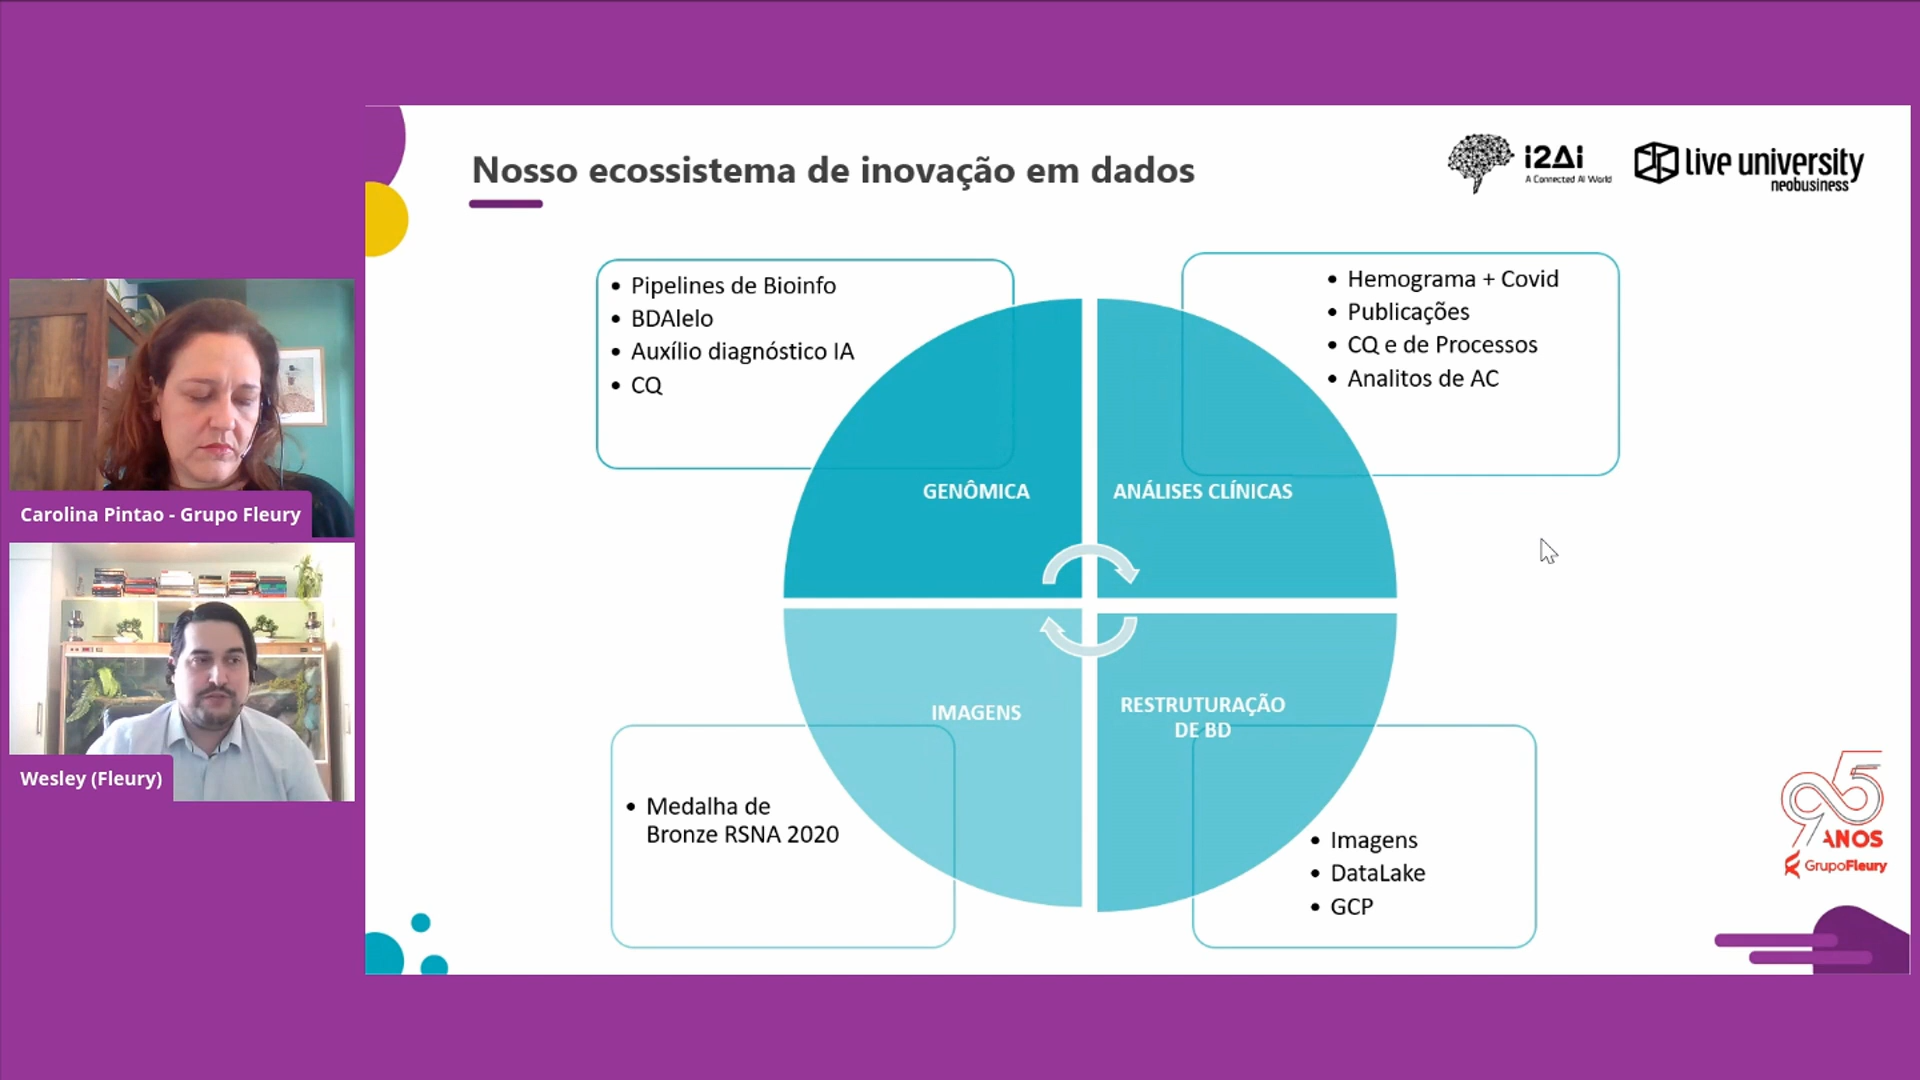 Nosso ecossistema de inovação em dados
i2Ai
A Connected AI World
live university
neobusiness
Pipelines de Bioinfo
BDAlelo
Auxílio diagnóstico IA
CQ
Hemograma + Covid
Publicações
CQ e de Processos
Analitos de AC
GENÔMICA
ANÁLISES CLÍNICAS
Carolina Pintao - Grupo Fleury
IMAGENS
RESTRUTURAÇÃO
DE BD
Wesley (Fleury)
Medalha de
Bronze RSNA 2020
Imagens
DataLake
GCP
95
ANOS
GrupoFleury